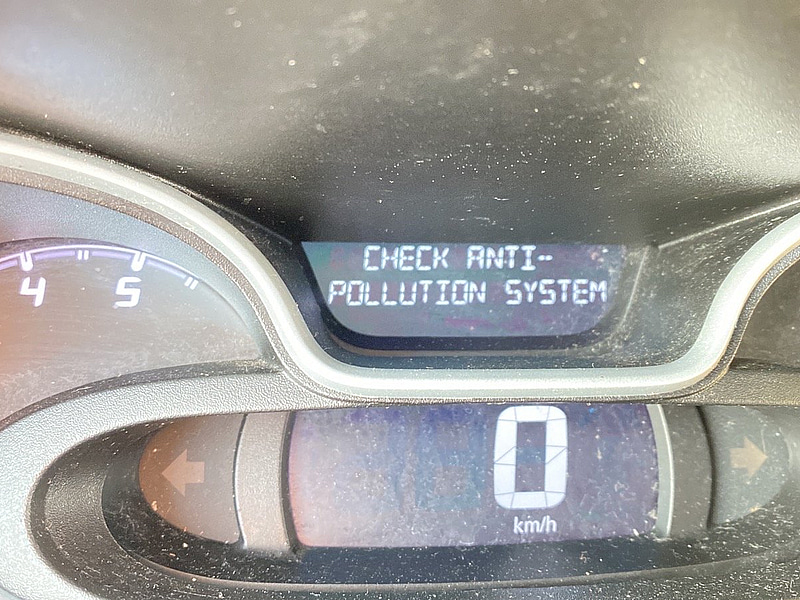 CHECK ANTI-
POLLUTION SYSTEM
4 5
0
km/h